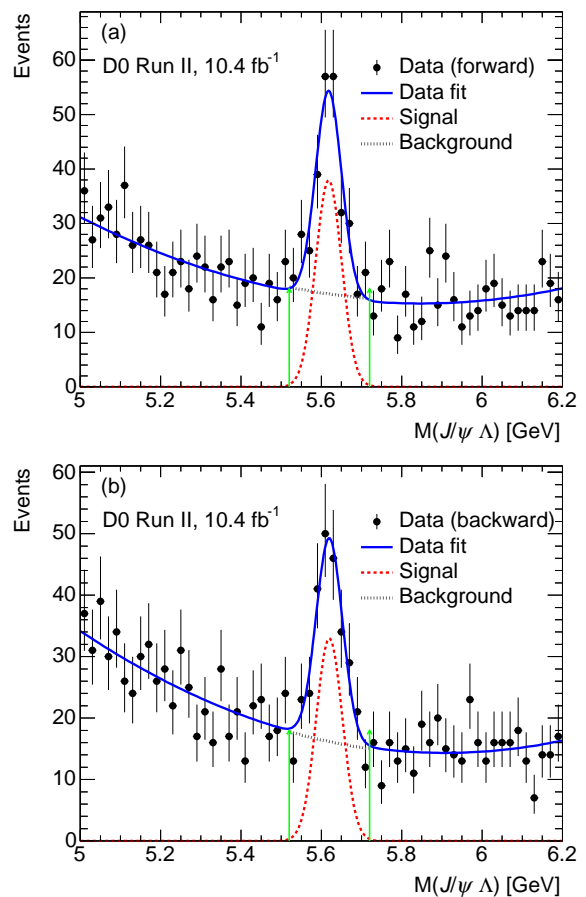 Events
(a)
D0 Run II, 10.4 fb⁻¹
Data (forward)
Data fit
Signal
Background
60
50
40
30
20
10
0
5 5.2 5.4 5.6 5.8 6 6.2
M(J/ψ Λ) [GeV]
Events
(b)
D0 Run II, 10.4 fb⁻¹
Data (backward)
Data fit
Signal
Background
60
50
40
30
20
10
0
5 5.2 5.4 5.6 5.8 6 6.2
M(J/ψ Λ) [GeV]